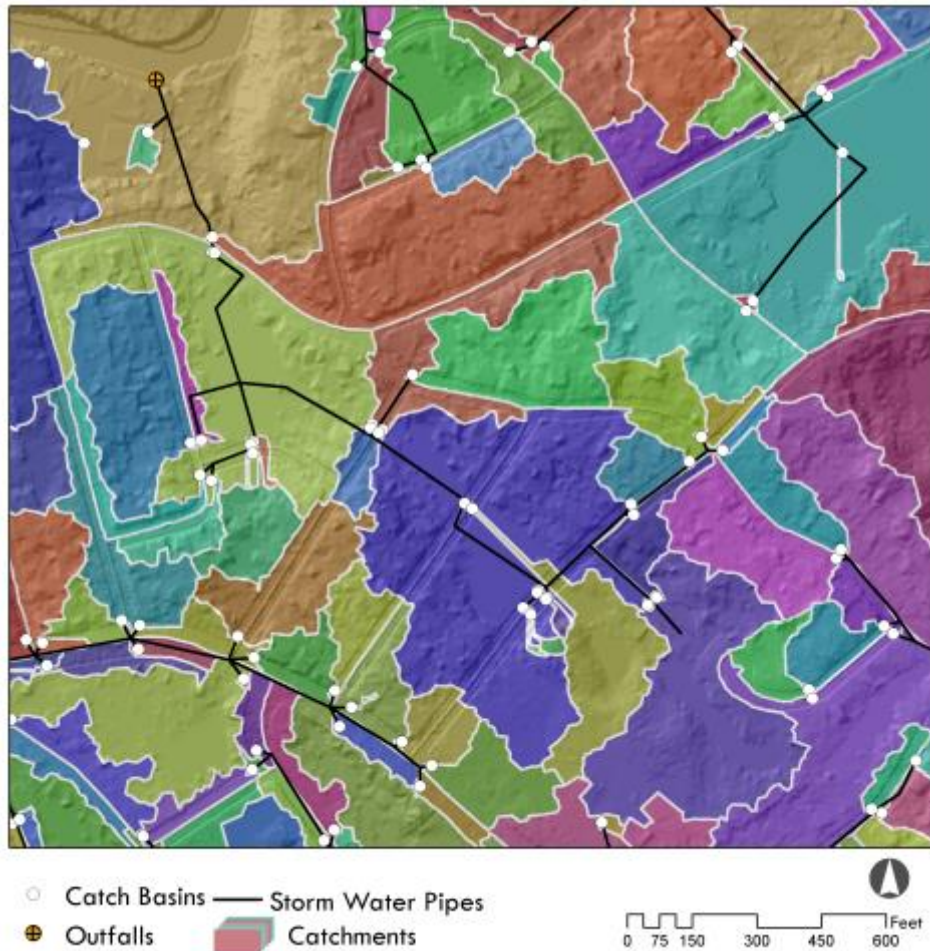 Catch Basins
Storm Water Pipes
Outfalls
Catchments
Feet
0 75 150 300 450 600